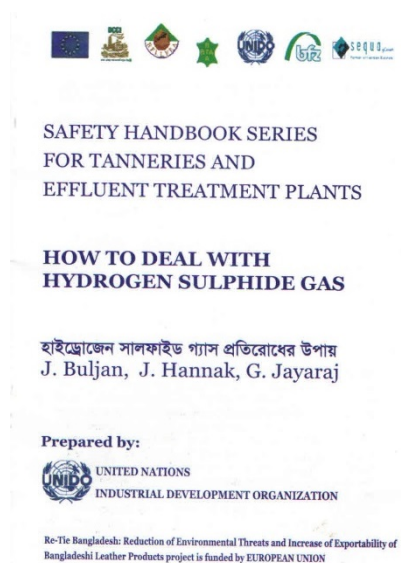 BCCI
UNIDO
bfz
sequa
SAFETY HANDBOOK SERIES
FOR TANNERIES AND
EFFLUENT TREATMENT PLANTS
HOW TO DEAL WITH
HYDROGEN SULPHIDE GAS
হাইড্রোজেন সালফাইড গ্যাস প্রতিরোধের উপায়
J. Buljan, J. Hannak, G. Jayaraj
Prepared by:
UNIDO
UNITED NATIONS
INDUSTRIAL DEVELOPMENT ORGANIZATION
Re-Tie Bangladesh: Reduction of Environmental Threats and Increase of Exportability of
Bangladeshi Leather Products project is funded by EUROPEAN UNION